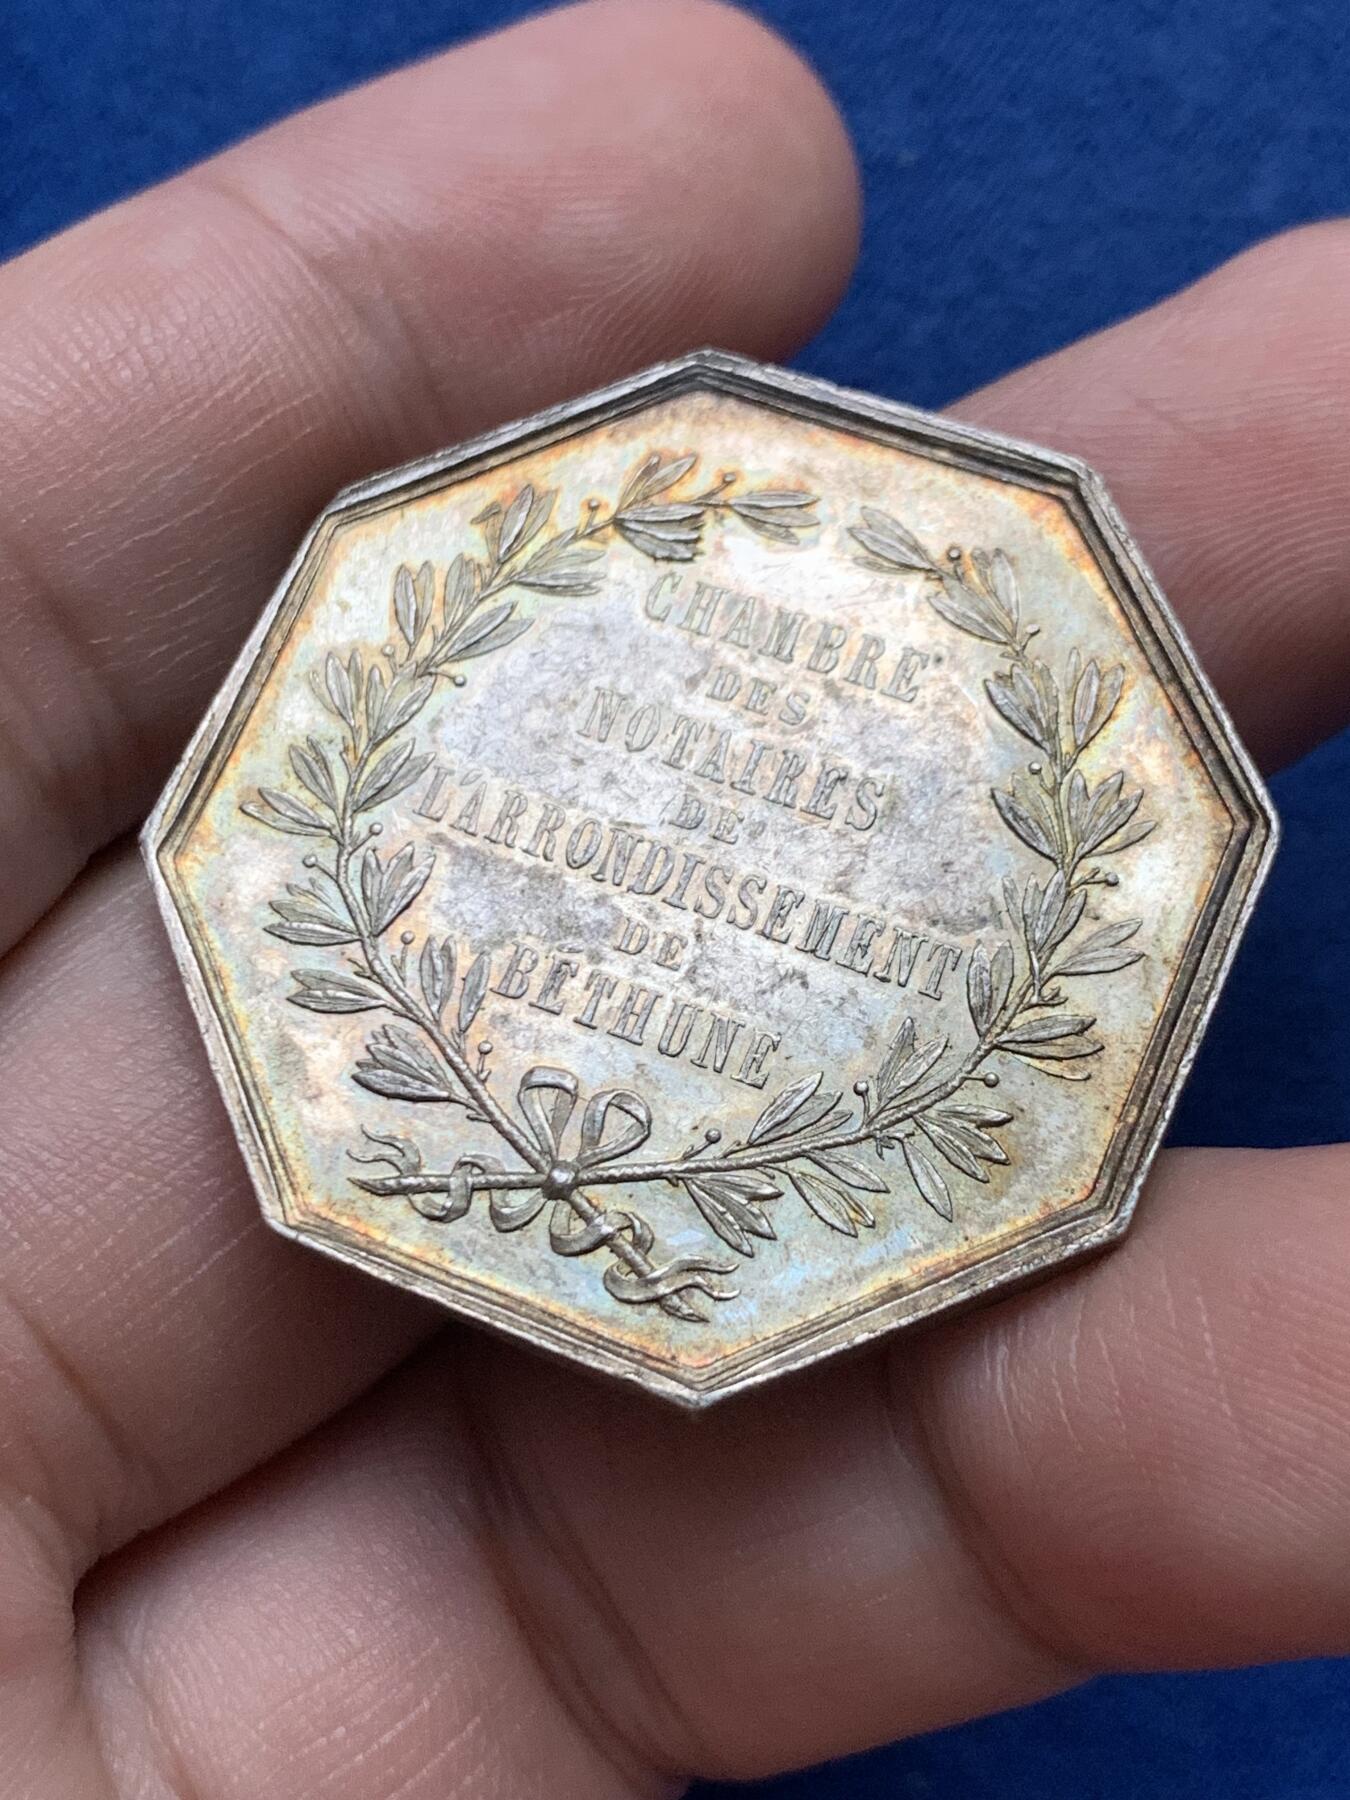 CHAMBRE
DES
NOTAIRES
DE
L'ARRONDISSEMENT
DE
BÉTHUNE